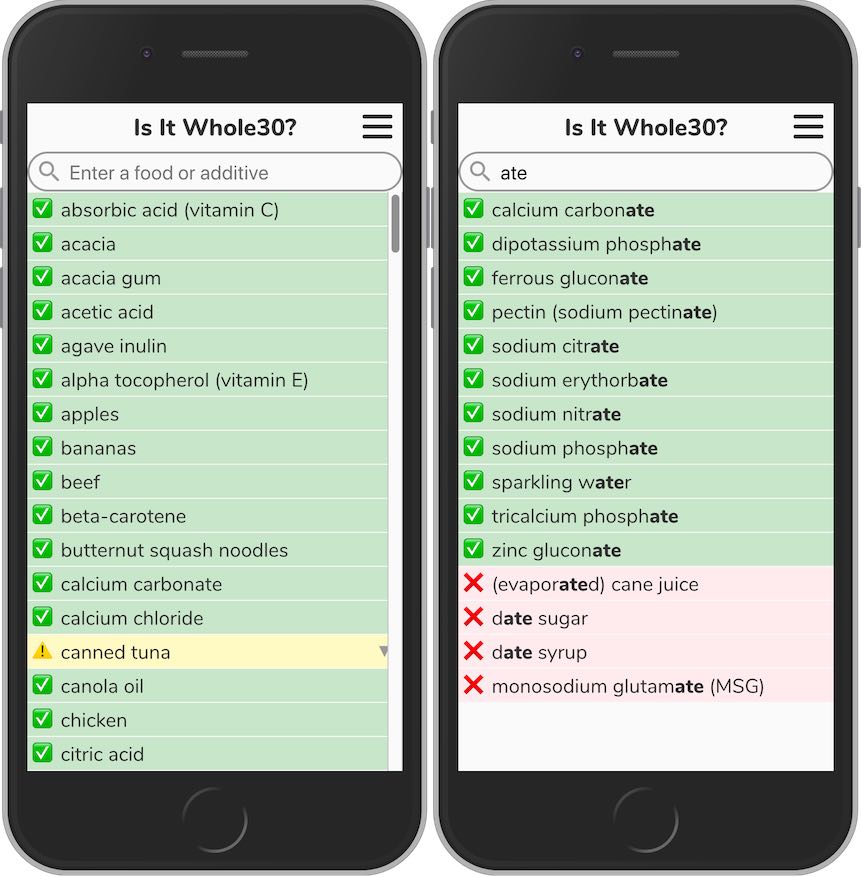 Is It Whole30?
Enter a food or additive
absorbic acid (vitamin C)
acacia
acacia gum
acetic acid
agave inulin
alpha tocopherol (vitamin E)
apples
bananas
beef
beta-carotene
butternut squash noodles
calcium carbonate
calcium chloride
canned tuna
canola oil
chicken
citric acid
Is It Whole30?
ate
calcium carbonate
dipotassium phosphate
ferrous gluconate
pectin (sodium pectinate)
sodium citrate
sodium erythorbate
sodium nitrate
sodium phosphate
sparkling water
tricalcium phosphate
zinc gluconate
(evaporated) cane juice
date sugar
date syrup
monosodium glutamate (MSG)